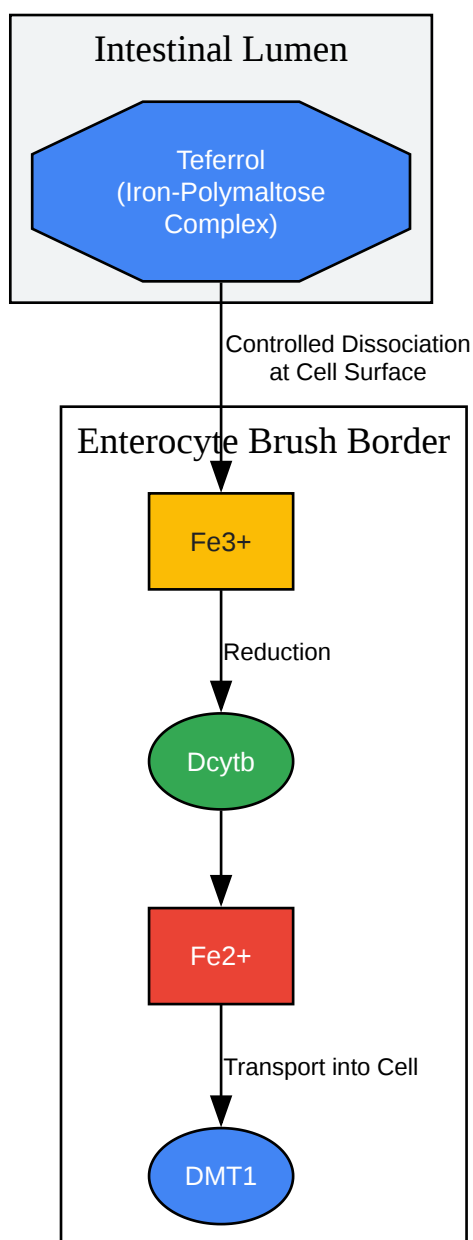 Intestinal Lumen
Teferrol
(Iron-Polymaltose
Complex)
Controlled Dissociation
at Cell Surface
Enterocyte Brush Border
Fe3+
Reduction
Dcytb
Fe2+
Transport into Cell
DMT1